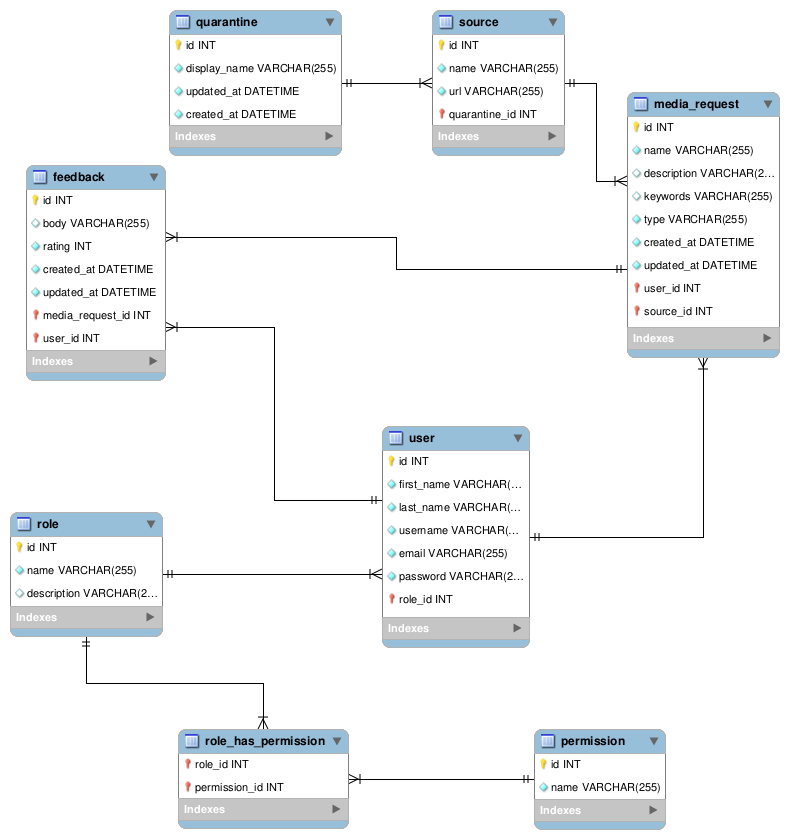 quarantine
id INT
display_name VARCHAR(255)
updated_at DATETIME
created_at DATETIME
Indexes
source
id INT
name VARCHAR(255)
url VARCHAR(255)
quarantine_id INT
Indexes
media_request
id INT
name VARCHAR(255)
description VARCHAR(2...
keywords VARCHAR(255)
type VARCHAR(255)
created_at DATETIME
updated_at DATETIME
user_id INT
source_id INT
Indexes
feedback
id INT
body VARCHAR(255)
rating INT
created_at DATETIME
updated_at DATETIME
media_request_id INT
user_id INT
Indexes
user
id INT
first_name VARCHAR(...
last_name VARCHAR(...
username VARCHAR(...
email VARCHAR(255)
password VARCHAR(2...
role_id INT
Indexes
role
id INT
name VARCHAR(255)
description VARCHAR(2...
Indexes
role_has_permission
role_id INT
permission_id INT
Indexes
permission
id INT
name VARCHAR(255)
Indexes